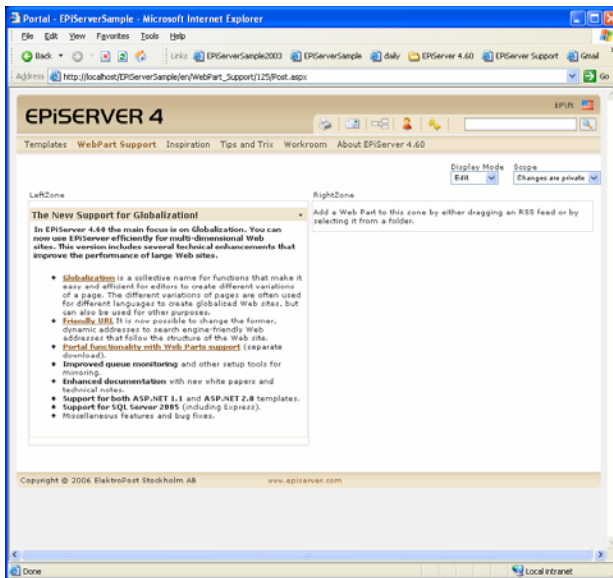 Portal - EPiServerSample - Microsoft Internet Explorer
File Edit View Favorites Tools Help
Back Links EPiServerSample2003 EPiServerSample daily EPiServer 4.60 EPiServer Support Gmail
Address http://localhost/EPiServerSample/en/WebPart_Support/125/Post.aspx Go
EPiSERVER 4
Templates WebPart Support Inspiration Tips and Trix Workroom About EPiServer 4.60
Display Mode Scope
Edit Changes are private
LeftZone RightZone
The New Support for Globalization!
In EPiServer 4.60 the main focus is on Globalization. You can
now use EPiServer efficiently for multi-dimensional Web
sites. This version includes several technical enhancements that
improve the performance of large Web sites.
Globalization is a collective name for functions that make it
easy and efficient for editors to create different variations
of a page. The different variations of pages are often used
for different languages to create globalized Web sites, but
can also be used for other purposes.
Friendly URL It is now possible to change the former,
dynamic addresses to search engine-friendly Web
addresses that follow the structure of the Web site.
Portal functionality with Web Parts support (separate
download).
Improved queue monitoring and other setup tools for
mirroring.
Enhanced documentation with new white papers and
technical notes.
Support for both ASP.NET 1.1 and ASP.NET 2.0 templates.
Support for SQL Server 2005 (including Express).
Miscellaneous features and bug fixes.
Add a Web Part to this zone by either dragging an RSS feed or by
selecting it from a folder.
Copyright © 2006 ElektroPost Stockholm AB www.episerver.com
Done Local intranet